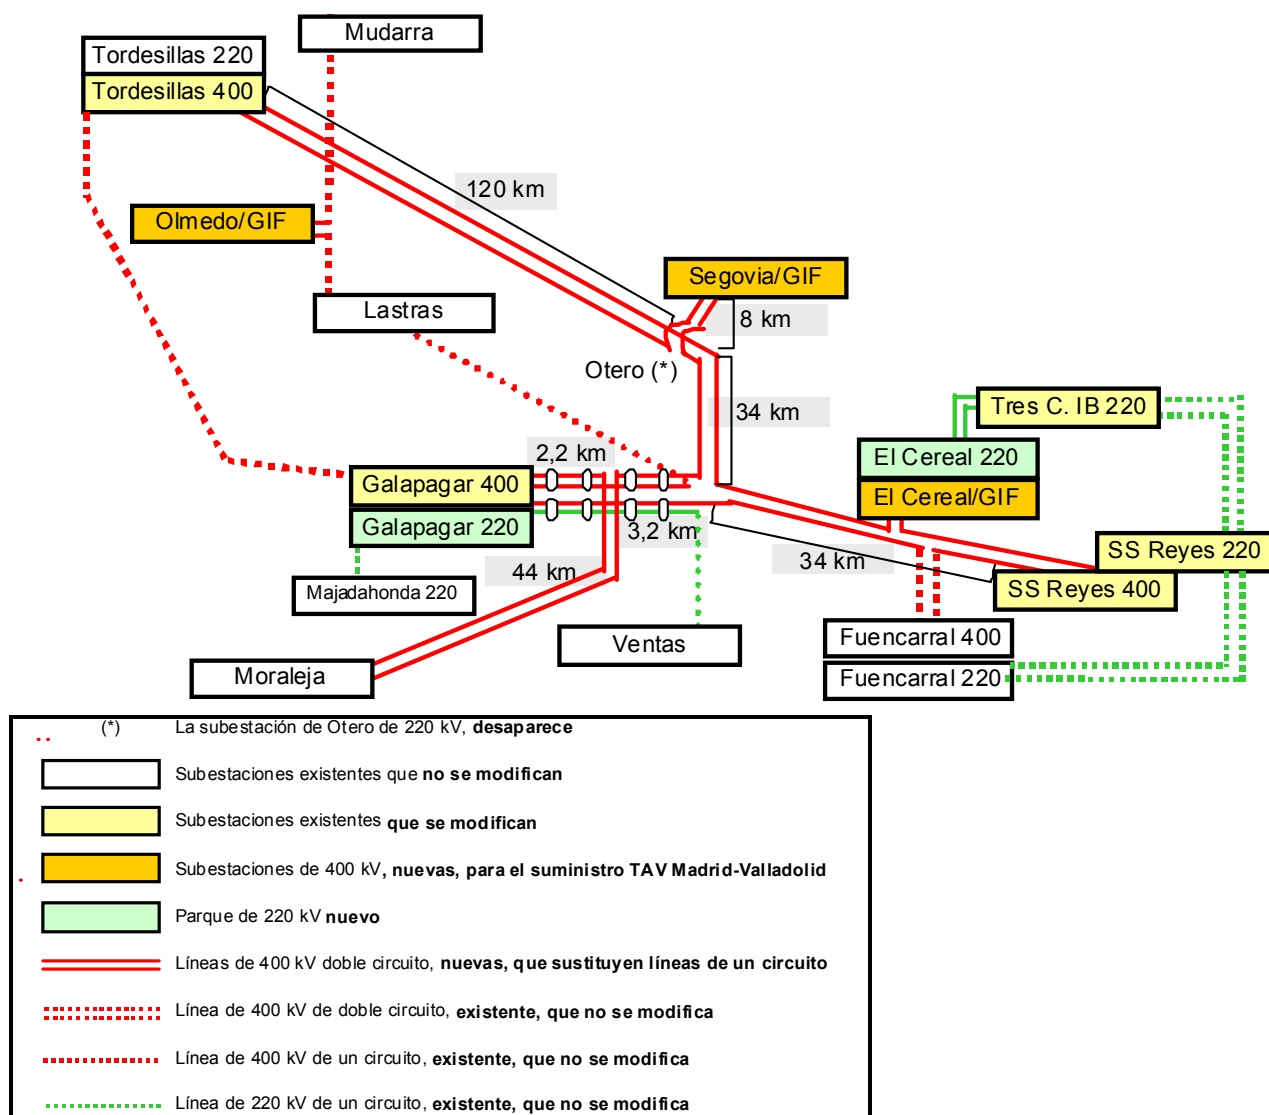 Mudarra
Tordesillas 220
Tordesillas 400
120 km
Olmedo/GIF
Segovia/GIF
Lastras
8 km
Otero (*)
34 km
Tres C. IB 220
2,2 km
El Cereal 220
Galapagar 400
El Cereal/GIF
Galapagar 220
3,2 km
SS Reyes 220
44 km
34 km
SS Reyes 400
Majadahonda 220
Ventas
Fuencarral 400
Moraleja
Fuencarral 220
(*) La subestación de Otero de 220 kV, desaparece
Subestaciones existentes que no se modifican
Subestaciones existentes que se modifican
Subestaciones de 400 kV, nuevas, para el suministro TAV Madrid-Valladolid
Parque de 220 kV nuevo
Líneas de 400 kV doble circuito, nuevas, que sustituyen líneas de un circuito
Línea de 400 kV de doble circuito, existente, que no se modifica
Línea de 400 kV de un circuito, existente, que no se modifica
Línea de 220 kV de un circuito, existente, que no se modifica